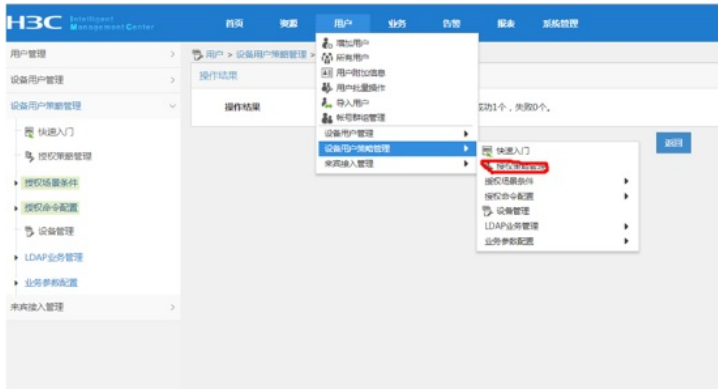 H3C Intelligent Management Center
首页 资源 用户 业务 告警 报表 系统管理
用户管理
设备用户管理
设备用户策略管理
快速入门
授权策略管理
授权场景条件
授权命令配置
设备管理
LDAP业务管理
业务参数配置
来宾接入管理
用户 > 设备用户策略管理 >
操作结果
操作结果
成功1个，失败0个。
返回
增加用户
所有用户
用户附加信息
用户批量操作
导入用户
帐号群组管理
设备用户管理
设备用户策略管理
来宾接入管理
快速入门
授权策略管理
授权场景条件
授权命令配置
设备管理
LDAP业务管理
业务参数配置